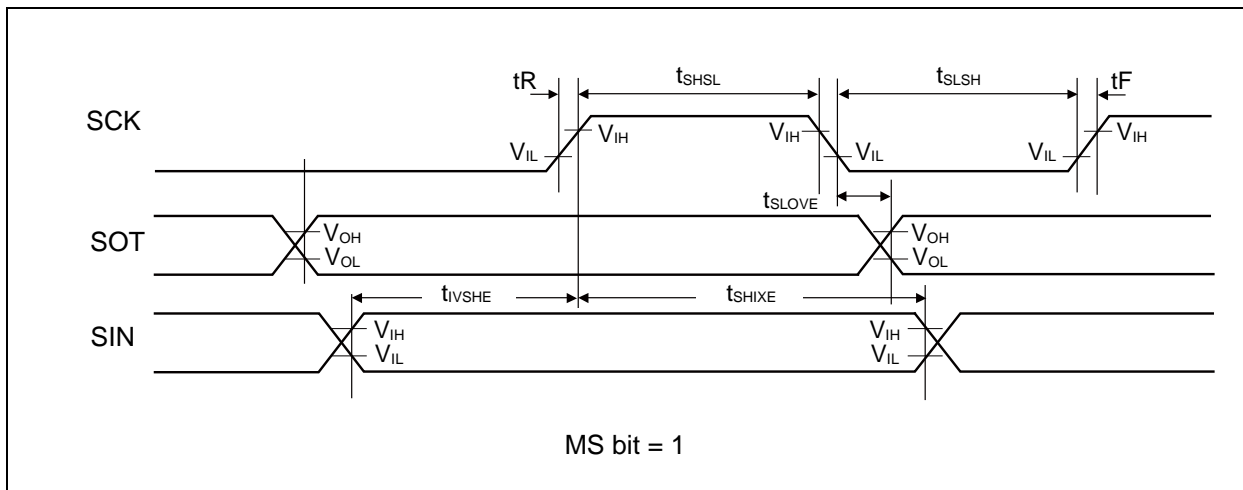 tR tSHSL tSLSH tF
SCK
VIH VIH VIH
VIL VIL VIL
tSLOVE
SOT
VOH VOH
VOL VOL
tIVSHE tSHIXE
SIN
VIH VIH
VIL VIL
MS bit = 1